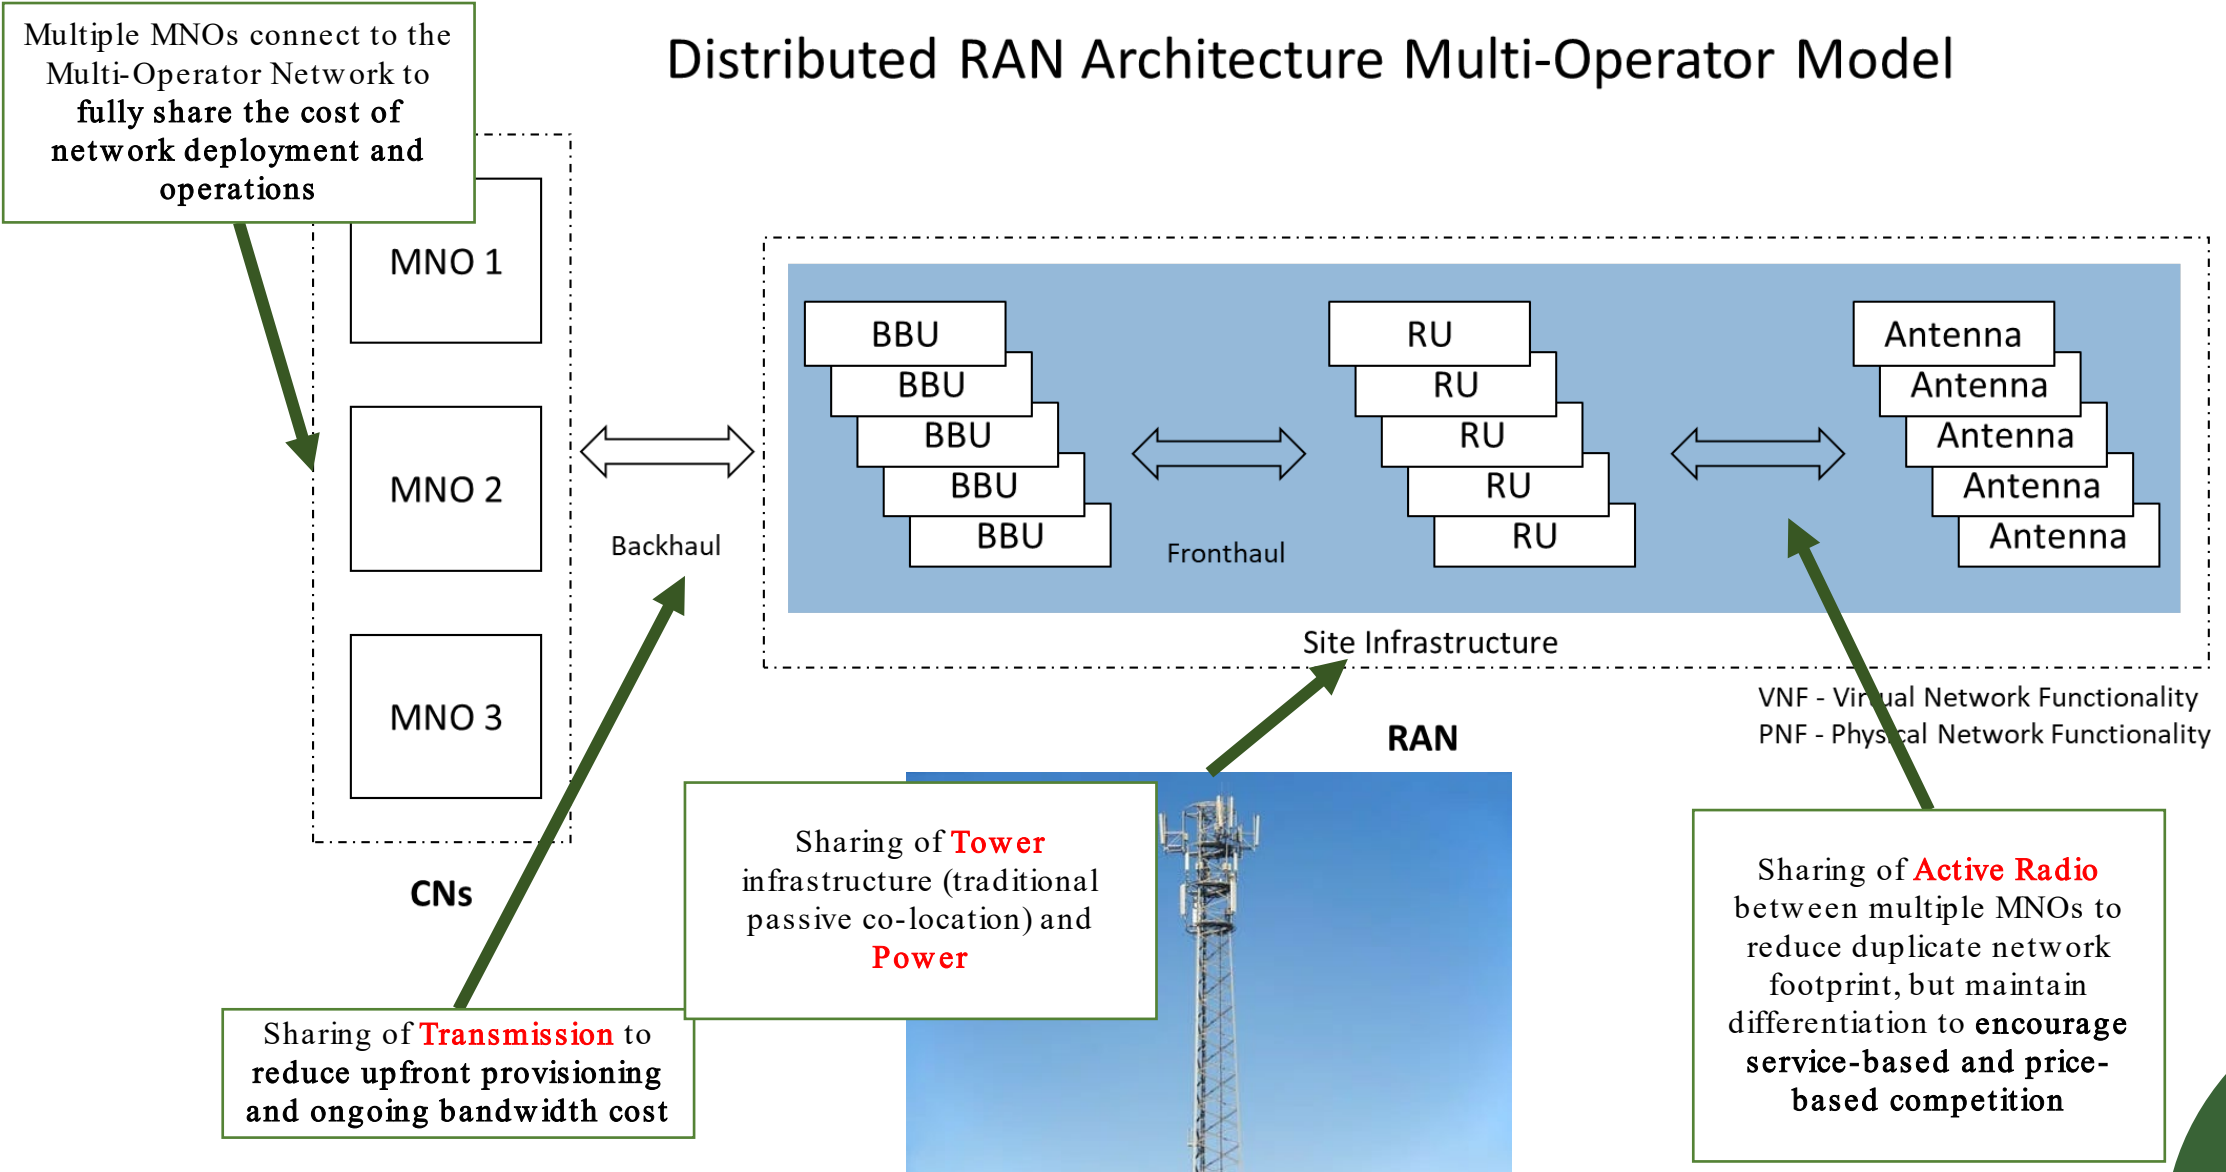 Multiple MNOs connect to the
Multi-Operator Network to
fully share the cost of
network deployment and
operations
Distributed RAN Architecture Multi-Operator Model
MNO 1
MNO 2
MNO 3
CNs
Backhaul
BBU
BBU
BBU
BBU
BBU
Fronthaul
RU
RU
RU
RU
RU
Antenna
Antenna
Antenna
Antenna
Antenna
Site Infrastructure
RAN
VNF - Virtual Network Functionality
PNF - Physical Network Functionality
Sharing of Transmission to
reduce upfront provisioning
and ongoing bandwidth cost
Sharing of Tower
infrastructure (traditional
passive co-location) and
Power
Sharing of Active Radio
between multiple MNOs to
reduce duplicate network
footprint, but maintain
differentiation to encourage
service-based and price-
based competition